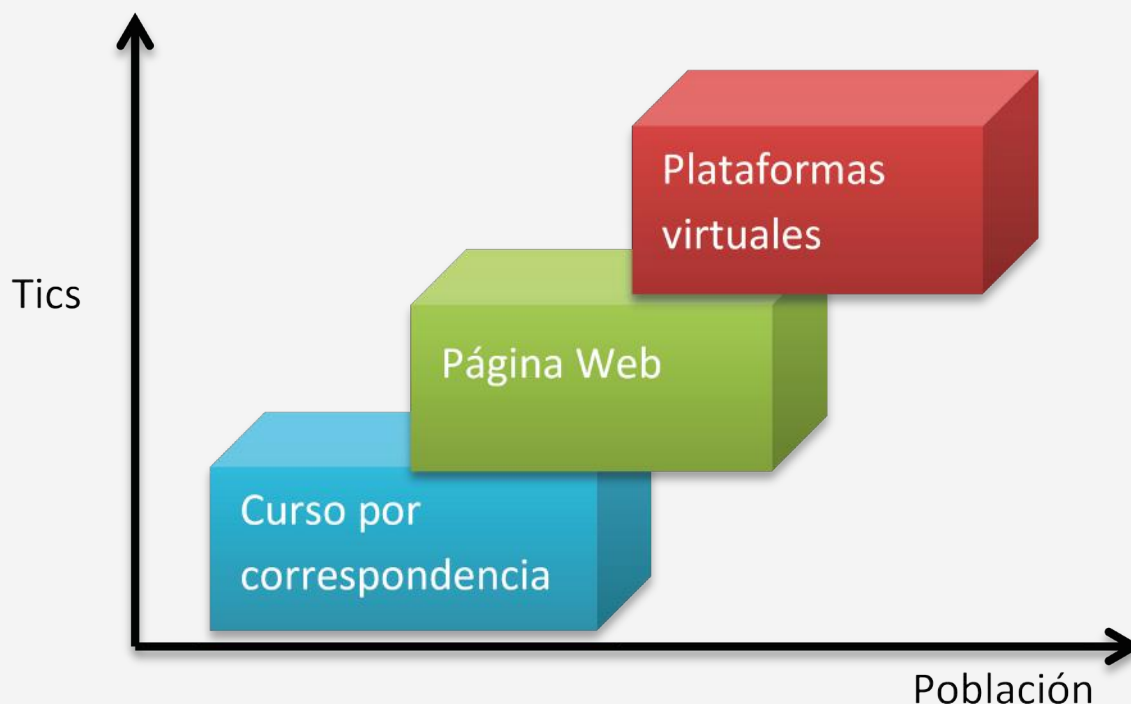 Plataformas
virtuales
Tics
Página Web
Curso por
correspondencia
Población